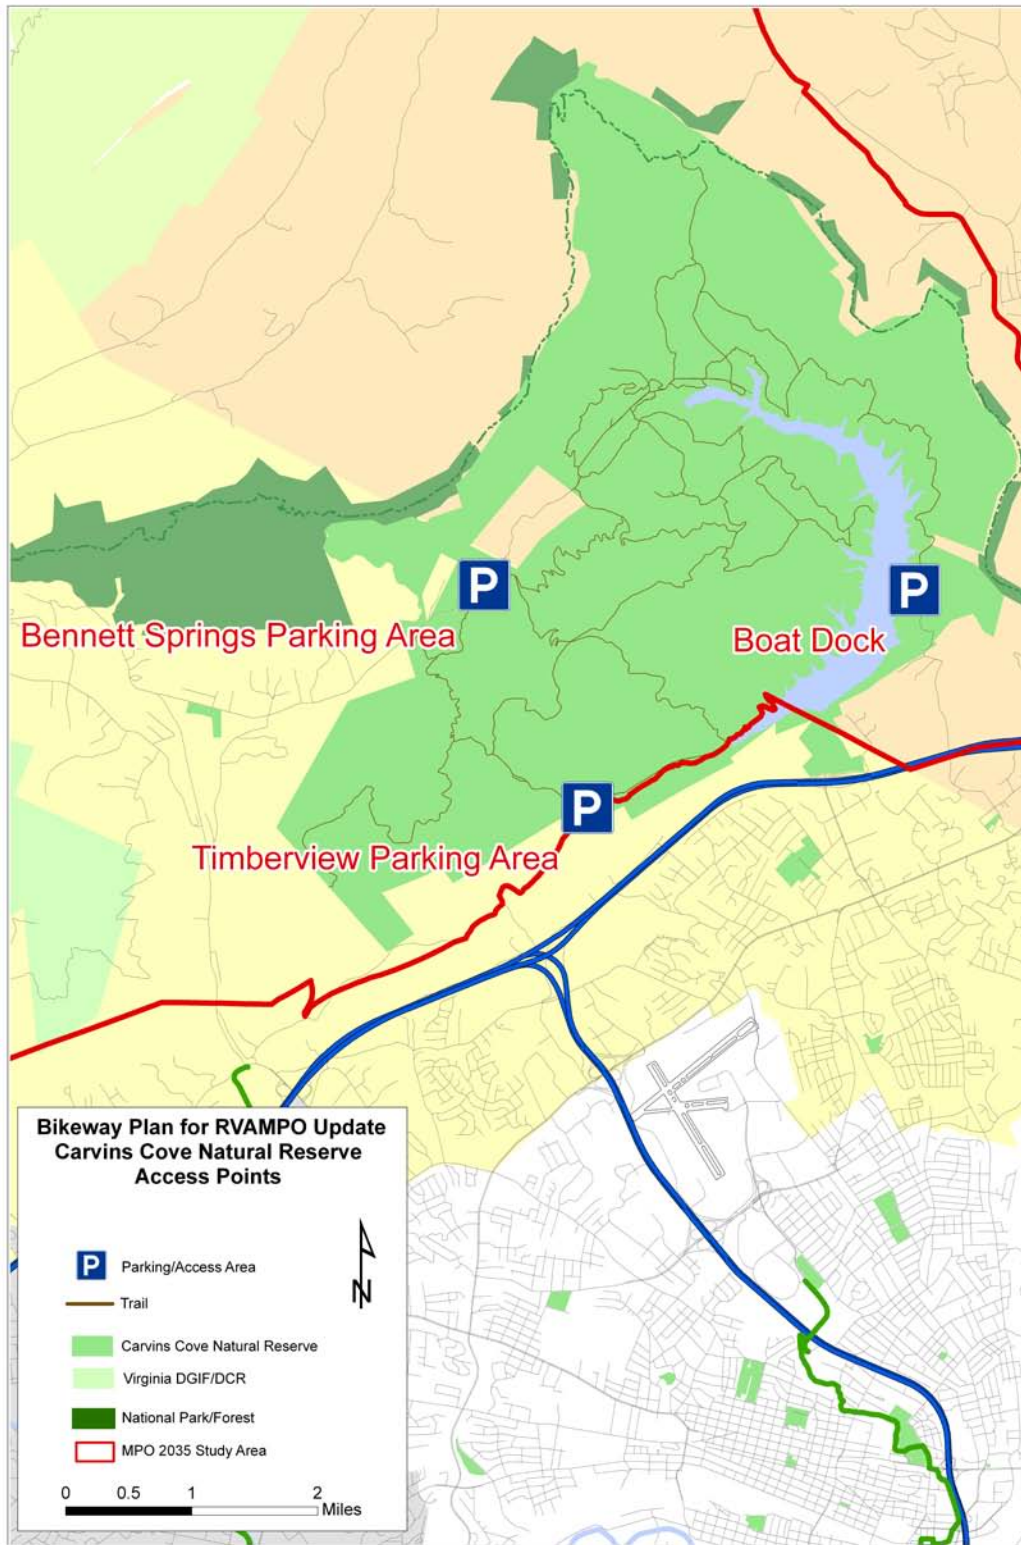 P
P
Bennett Springs Parking Area
Boat Dock
P
Timberview Parking Area
Bikeway Plan for RVAMPO Update
Carvins Cove Natural Reserve
Access Points
N
P Parking/Access Area
Trail
Carvins Cove Natural Reserve
Virginia DGIF/DCR
National Park/Forest
MPO 2035 Study Area
0 0.5 1 2
Miles